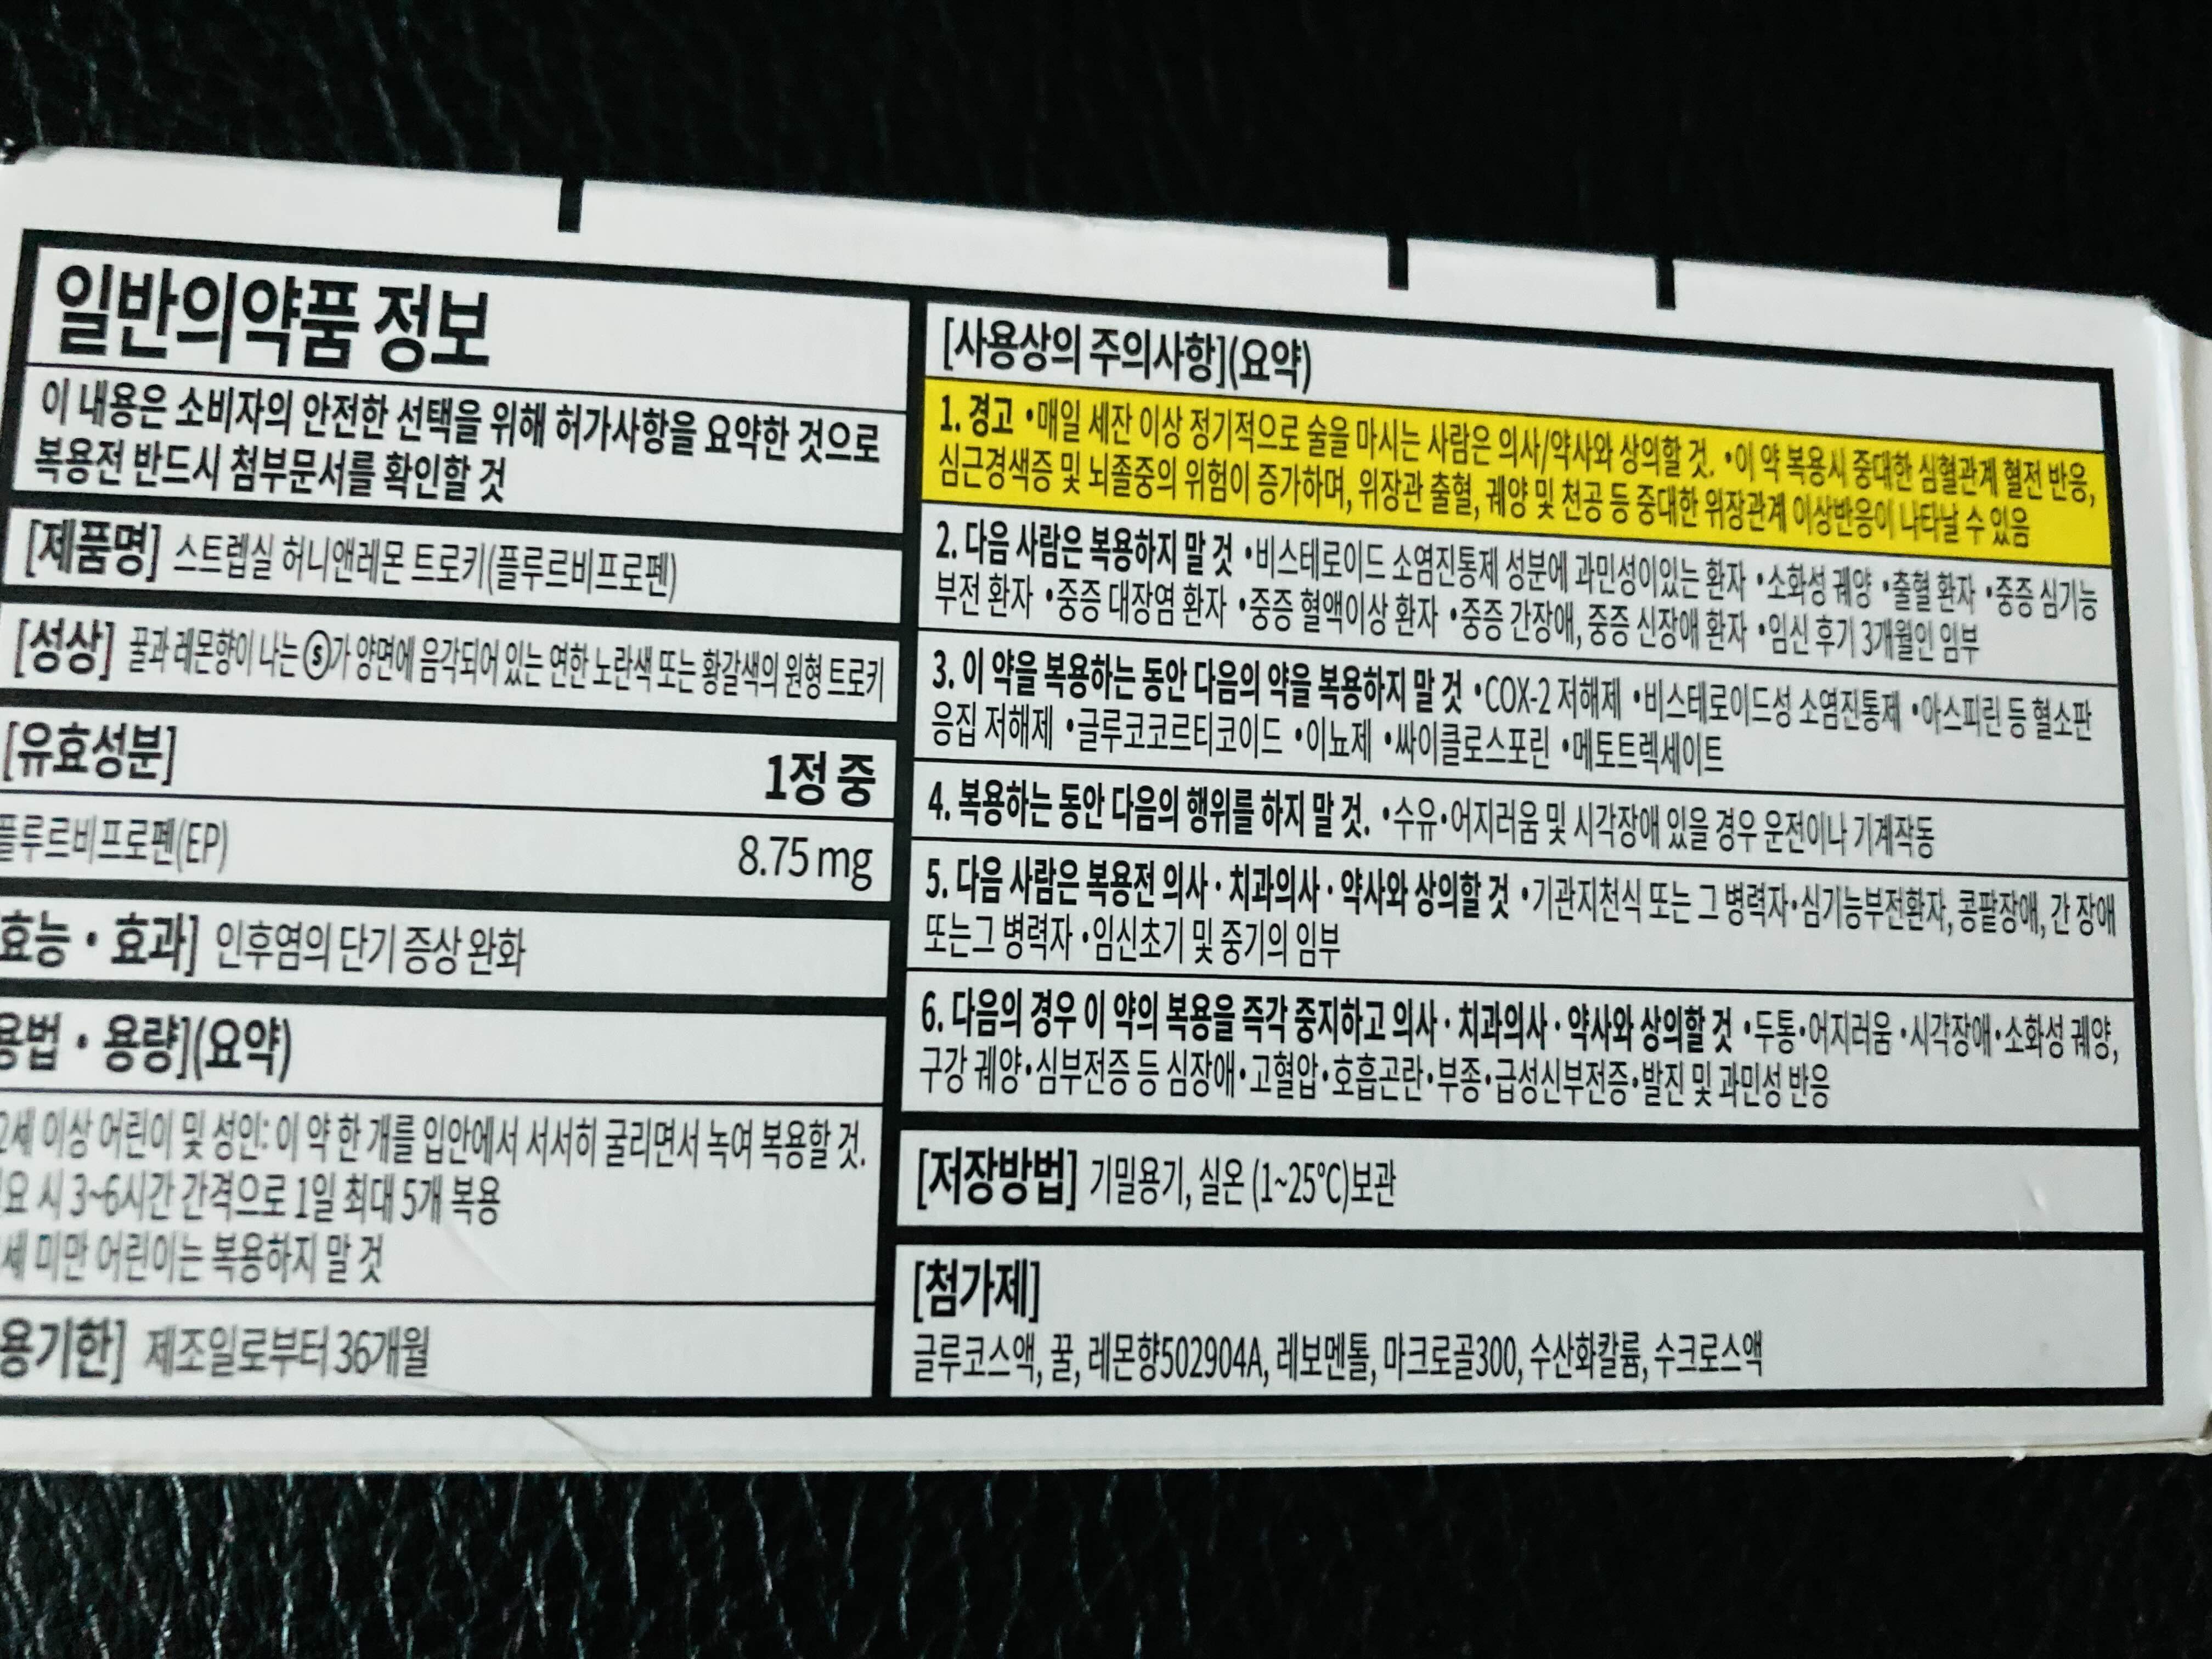 일반의약품 정보
이 내용은 소비자의 안전한 선택을 위해 허가사항을 요약한 것으로
복용전 반드시 첨부문서를 확인할 것
[제품명] 스트렙실 허니앤레몬 트로키(플루르비프로펜)
[성상] 꿀과 레몬향이 나는 Ⓢ가 양면에 음각되어 있는 연한 노란색 또는 황갈색의 원형 트로키
[유효성분] 1정 중
플루르비프로펜(EP) 8.75 mg
효능・효과] 인후염의 단기 증상 완화
용법・용량](요약)
2세 이상 어린이 및 성인: 이 약 한 개를 입안에서 서서히 굴리면서 녹여 복용할 것.
요 시 3~6시간 간격으로 1일 최대 5개 복용
세 미만 어린이는 복용하지 말 것
용기한] 제조일로부터 36개월
[사용상의 주의사항](요약)
1. 경고 •매일 세잔 이상 정기적으로 술을 마시는 사람은 의사/약사와 상의할 것. •이 약 복용시 중대한 심혈관계 혈전 반응,
심근경색증 및 뇌졸중의 위험이 증가하며, 위장관 출혈, 궤양 및 천공 등 중대한 위장관계 이상반응이 나타날 수 있음
2. 다음 사람은 복용하지 말 것 •비스테로이드 소염진통제 성분에 과민성이있는 환자 •소화성 궤양 •출혈 환자 •중증 심기능
부전 환자 •중증 대장염 환자 •중증 혈액이상 환자 •중증 간장애, 중증 신장애 환자 •임신 후기 3개월인 임부
3. 이 약을 복용하는 동안 다음의 약을 복용하지 말 것 •COX-2 저해제 •비스테로이드성 소염진통제 •아스피린 등 혈소판
응집 저해제 •글루코코르티코이드 •이뇨제 •싸이클로스포린 •메토트렉세이트
4. 복용하는 동안 다음의 행위를 하지 말 것. •수유•어지러움 및 시각장애 있을 경우 운전이나 기계작동
5. 다음 사람은 복용전 의사・치과의사・약사와 상의할 것 •기관지천식 또는 그 병력자•심기능부전환자, 콩팥장애, 간 장애
또는그 병력자 •임신초기 및 중기의 임부
6. 다음의 경우 이 약의 복용을 즉각 중지하고 의사・치과의사・약사와 상의할 것 •두통•어지러움 •시각장애•소화성 궤양,
구강 궤양•심부전증 등 심장애•고혈압•호흡곤란•부종•급성신부전증•발진 및 과민성 반응
[저장방법] 기밀용기, 실온 (1~25℃)보관
[첨가제]
글루코스액, 꿀, 레몬향502904A, 레보멘톨, 마크로골300, 수산화칼륨, 수크로스액